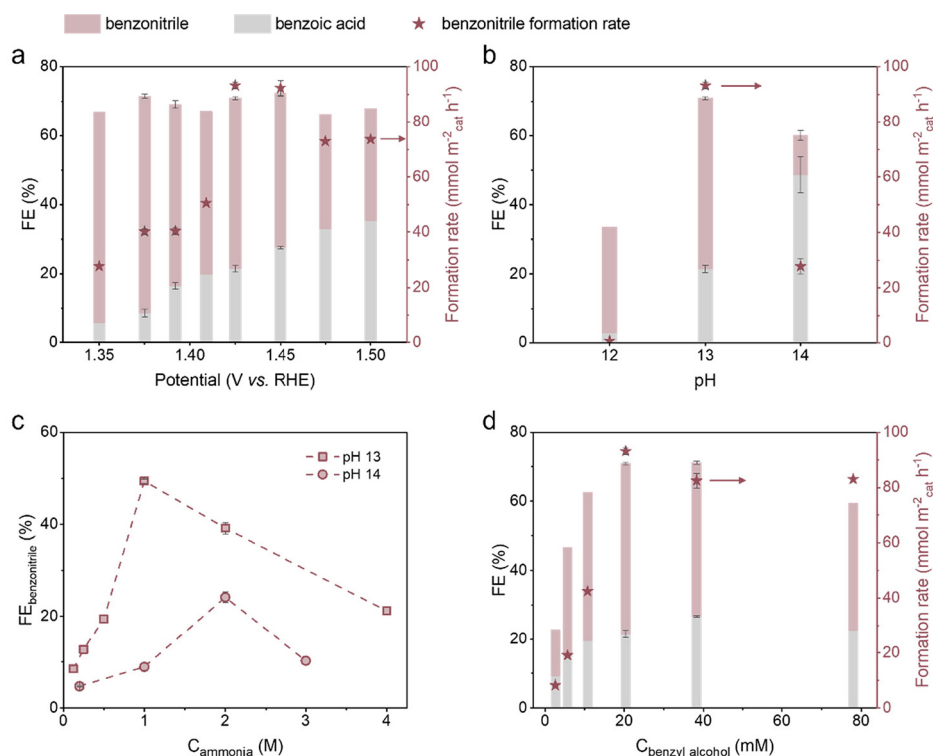 benzonitrile
benzoic acid
benzonitrile formation rate
a
80
60
40
20
0
FE (%)
1.35
1.40
1.45
1.50
Potential (V vs. RHE)
100
80
60
40
20
0
Formation rate (mmol m⁻²cat h⁻¹)
b
80
60
40
20
0
FE (%)
12
13
14
pH
100
80
60
40
20
0
Formation rate (mmol m⁻²cat h⁻¹)
c
60
40
20
0
FEbenzonitrile (%)
pH 13
pH 14
0
1
2
3
4
Cammonia (M)
d
80
60
40
20
0
FE (%)
0
20
40
60
80
Cbenzyl alcohol (mM)
100
80
60
40
20
0
Formation rate (mmol m⁻²cat h⁻¹)